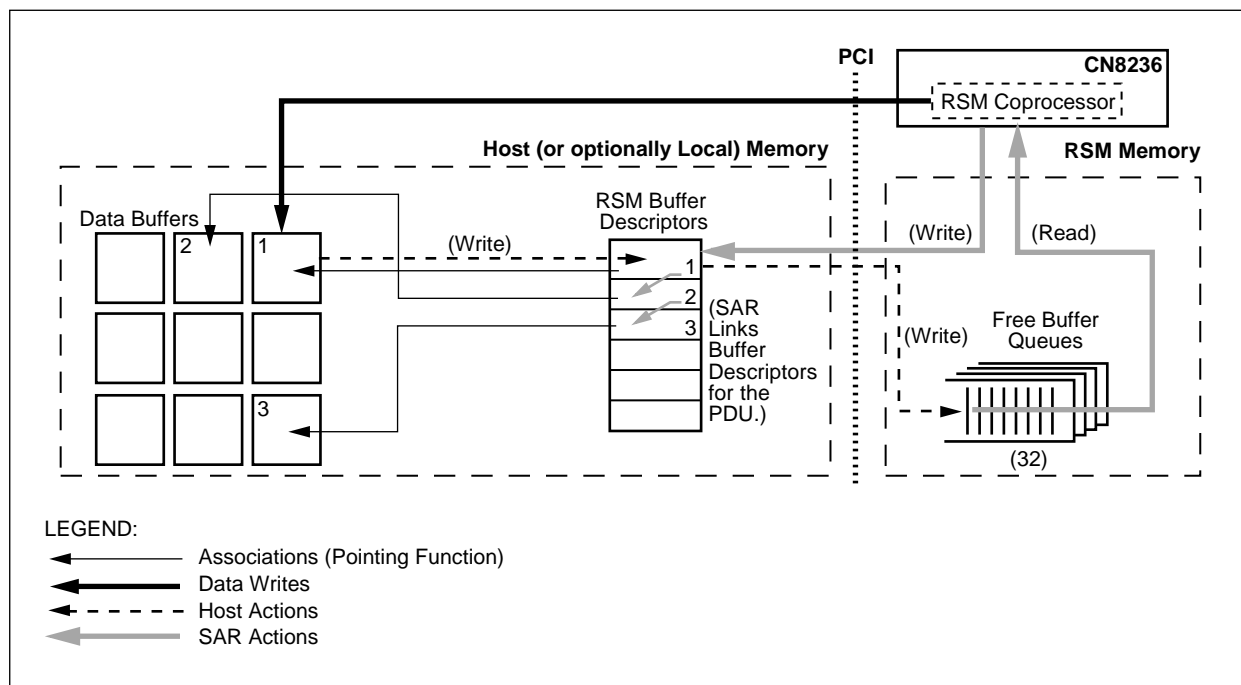 PCI
CN8236
RSM Coprocessor
Host (or optionally Local) Memory
RSM Memory
Data Buffers
RSM Buffer
Descriptors
2
1
(Write)
(Write)
(Read)
1
2
3
(SAR
Links
Buffer
Descriptors
for the
PDU.)
(Write)
Free Buffer
Queues
3
(32)
LEGEND:
Associations (Pointing Function)
Data Writes
Host Actions
SAR Actions